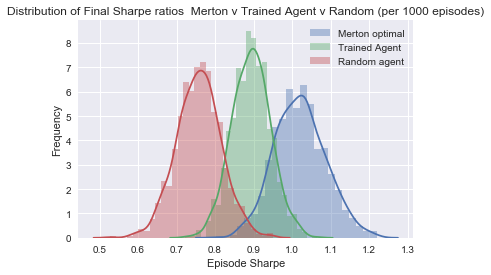 Distribution of Final Sharpe ratios  Merton v Trained Agent v Random (per 1000 episodes)
Merton optimal
Trained Agent
Random agent
Frequency
8
7
6
5
4
3
2
1
0
0.5 0.6 0.7 0.8 0.9 1.0 1.1 1.2 1.3
Episode Sharpe